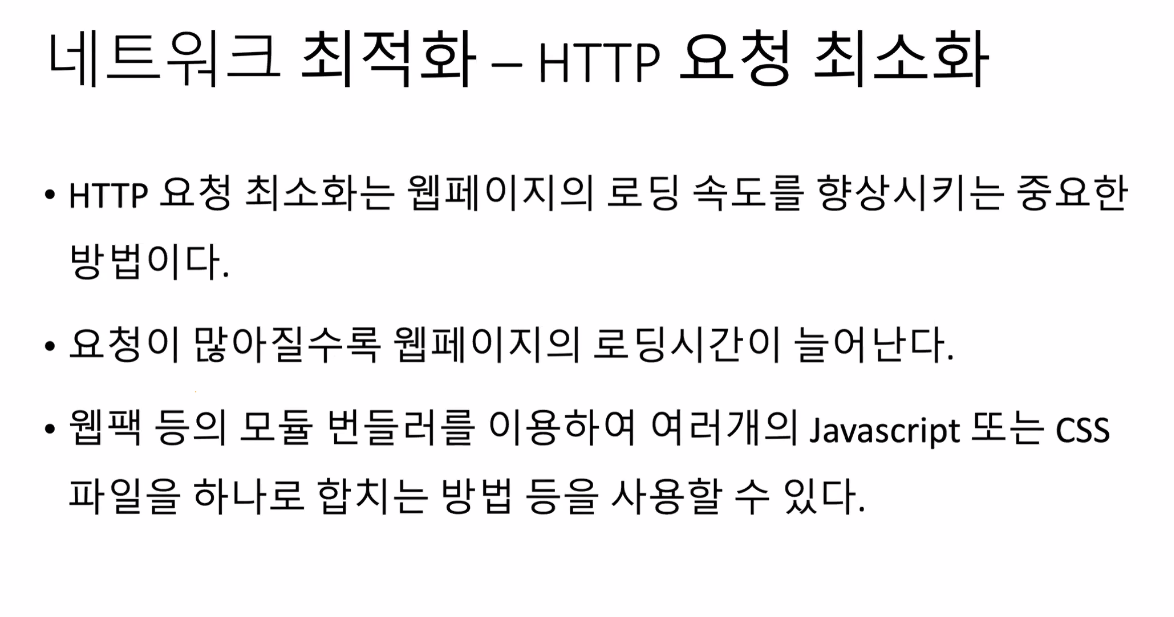 네트워크 최적화 – HTTP 요청 최소화
• HTTP 요청 최소화는 웹페이지의 로딩 속도를 향상시키는 중요한
방법이다.
• 요청이 많아질수록 웹페이지의 로딩시간이 늘어난다.
• 웹팩 등의 모듈 번들러를 이용하여 여러개의 Javascript 또는 CSS
파일을 하나로 합치는 방법 등을 사용할 수 있다.